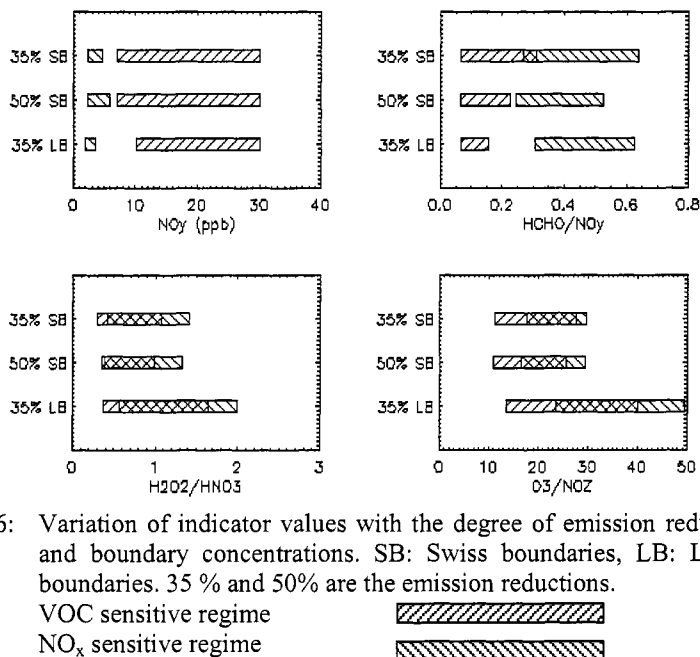 35% SB
50% SB
35% LB
0 10 20 30 40
NOy (ppb)
35% SB
50% SB
35% LB
0.0 0.2 0.4 0.6 0.8
HCHO/NOy
35% SB
50% SB
35% LB
0 1 2 3
H2O2/HNO3
35% SB
50% SB
35% LB
0 10 20 30 40 50
O3/NOZ
6: Variation of indicator values with the degree of emission red
and boundary concentrations. SB: Swiss boundaries, LB: L
boundaries. 35 % and 50% are the emission reductions.
VOC sensitive regime
NOx sensitive regime